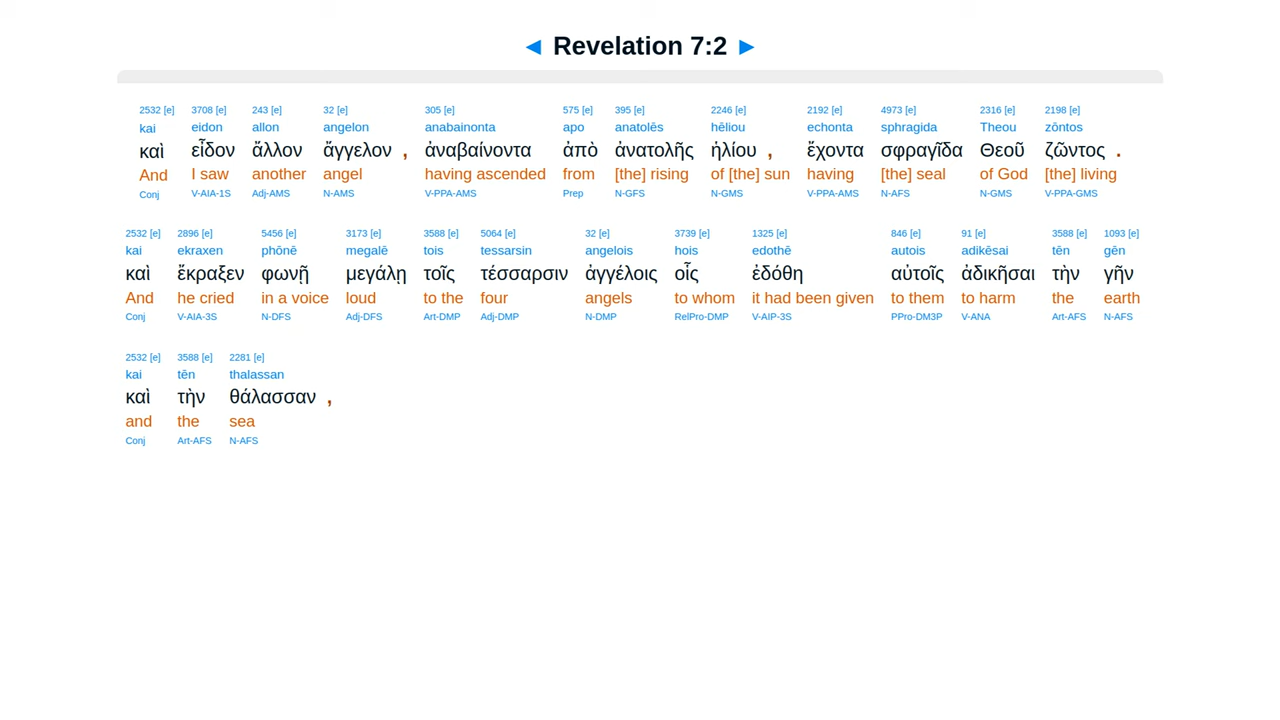 ◄ Revelation 7:2 ►
2532 [e] 3708 [e] 243 [e] 32 [e] 305 [e] 575 [e] 395 [e] 2246 [e] 2192 [e] 4973 [e] 2316 [e] 2198 [e]
kai eidon allon angelon anabainonta apo anatolēs hēliou echonta sphragida Theou zōntos
καὶ εἶδον ἄλλον ἄγγελον , ἀναβαίνοντα ἀπὸ ἀνατολῆς ἡλίου , ἔχοντα σφραγῖδα Θεοῦ ζῶντος .
And I saw another angel having ascended from [the] rising of [the] sun having [the] seal of God [the] living
Conj V-AIA-1S Adj-AMS N-AMS V-PPA-AMS Prep N-GFS N-GMS V-PPA-AMS N-AFS N-GMS V-PPA-GMS
2532 [e] 2896 [e] 5456 [e] 3173 [e] 3588 [e] 5064 [e] 32 [e] 3739 [e] 1325 [e] 846 [e] 91 [e] 3588 [e] 1093 [e]
kai ekraxen phōnē megalē tois tessarsin angelois hois edothē autois adikēsai tēn gēn
καὶ ἔκραξεν φωνῇ μεγάλῃ τοῖς τέσσαρσιν ἀγγέλοις οἷς ἐδόθη αὐτοῖς ἀδικῆσαι τὴν γῆν
And he cried in a voice loud to the four angels to whom it had been given to them to harm the earth
Conj V-AIA-3S N-DFS Adj-DFS Art-DMP Adj-DMP N-DMP RelPro-DMP V-AIP-3S PPro-DM3P V-ANA Art-AFS N-AFS
2532 [e] 3588 [e] 2281 [e]
kai tēn thalassan
καὶ τὴν θάλασσαν ,
and the sea
Conj Art-AFS N-AFS